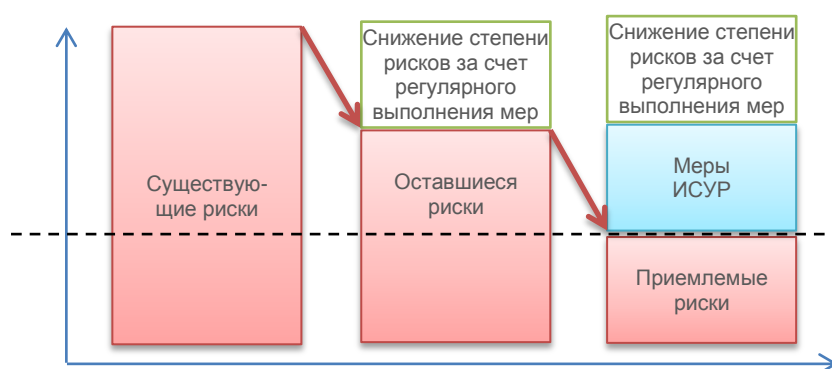 Существую-
щие риски
Снижение степени
рисков за счет
регулярного
выполнения мер
Оставшиеся
риски
Снижение степени
рисков за счет
регулярного
выполнения мер
Меры
ИСУР
Приемлемые
риски